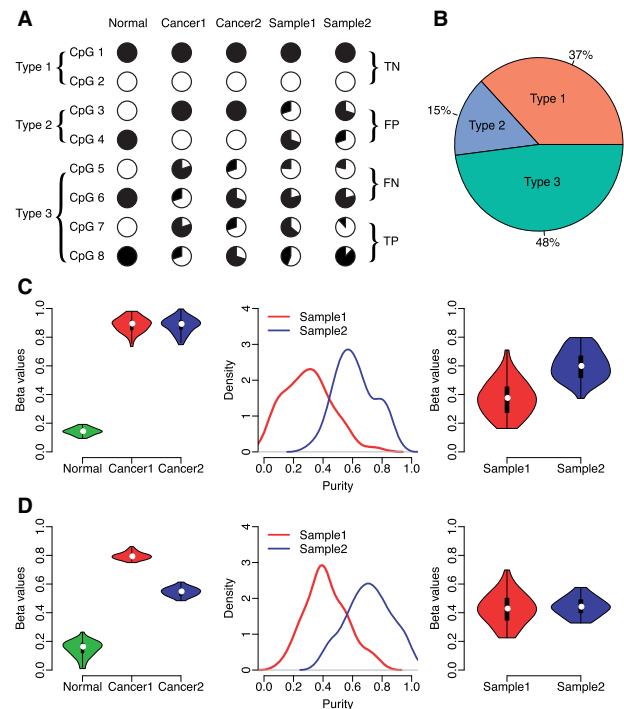 A
Normal Cancer1 Cancer2 Sample1 Sample2
Type 1 { CpG 1 } TN
CpG 2
Type 2 { CpG 3 } FP
CpG 4
Type 3 { CpG 5 } FN
CpG 6
CpG 7 } TP
CpG 8
B
37%
Type 1
15%
Type 2
Type 3
48%
C
Beta values
1.0
0.8
0.6
0.4
0.2
0.0
Normal Cancer1 Cancer2
Density
4
3
2
1
0
Sample1
Sample2
0.0 0.2 0.4 0.6 0.8 1.0
Purity
Beta values
1.0
0.8
0.6
0.4
0.2
0.0
Sample1 Sample2
D
Beta values
1.0
0.8
0.6
0.4
0.2
0.0
Normal Cancer1 Cancer2
Density
4
3
2
1
0
Sample1
Sample2
0.0 0.2 0.4 0.6 0.8 1.0
Purity
Beta values
1.0
0.8
0.6
0.4
0.2
0.0
Sample1 Sample2